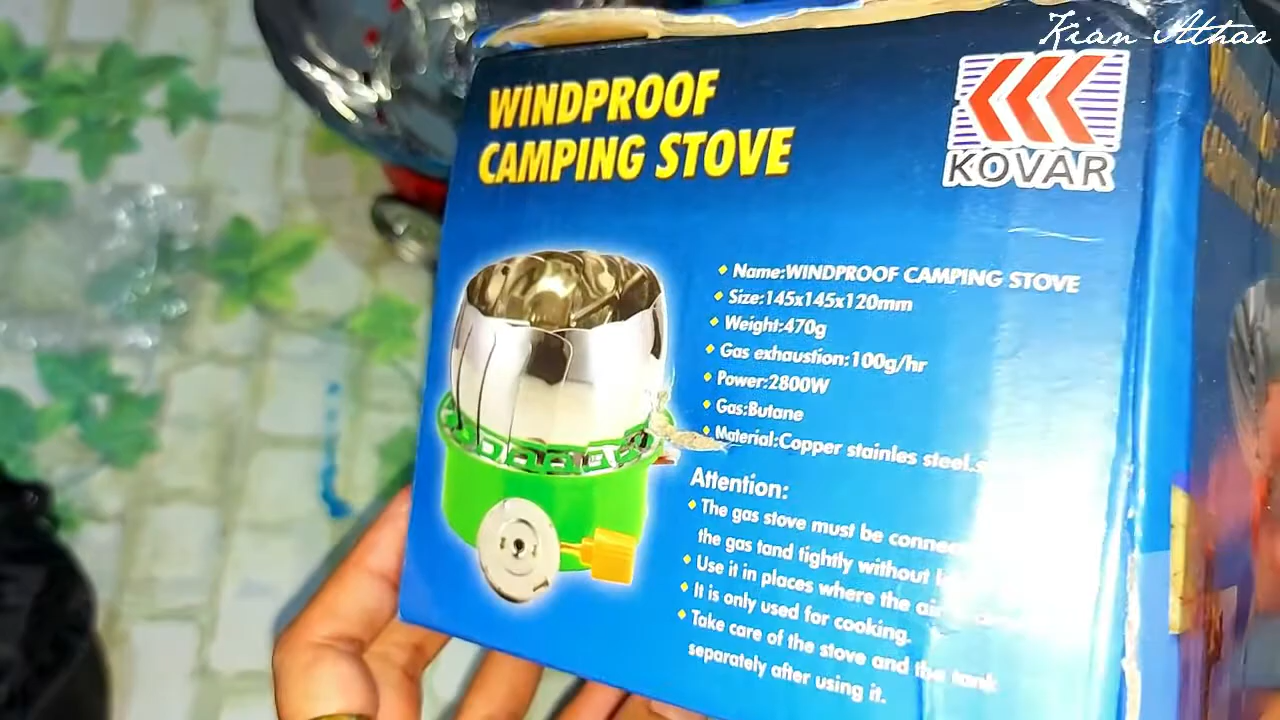 Kian Athar
WINDPROOF
CAMPING STOVE
KOVAR
Name:WINDPROOF CAMPING STOVE
Size:145x145x120mm
Weight:470g
Gas exhaustion:100g/hr
Power:2800W
Gas:Butane
Material:Copper stainles steel.
Attention:
The gas stove must be
the gas tand tightly without
Use it in places where the
It is only used for cooking.
Take care of the stove and the tank
separately after using it.